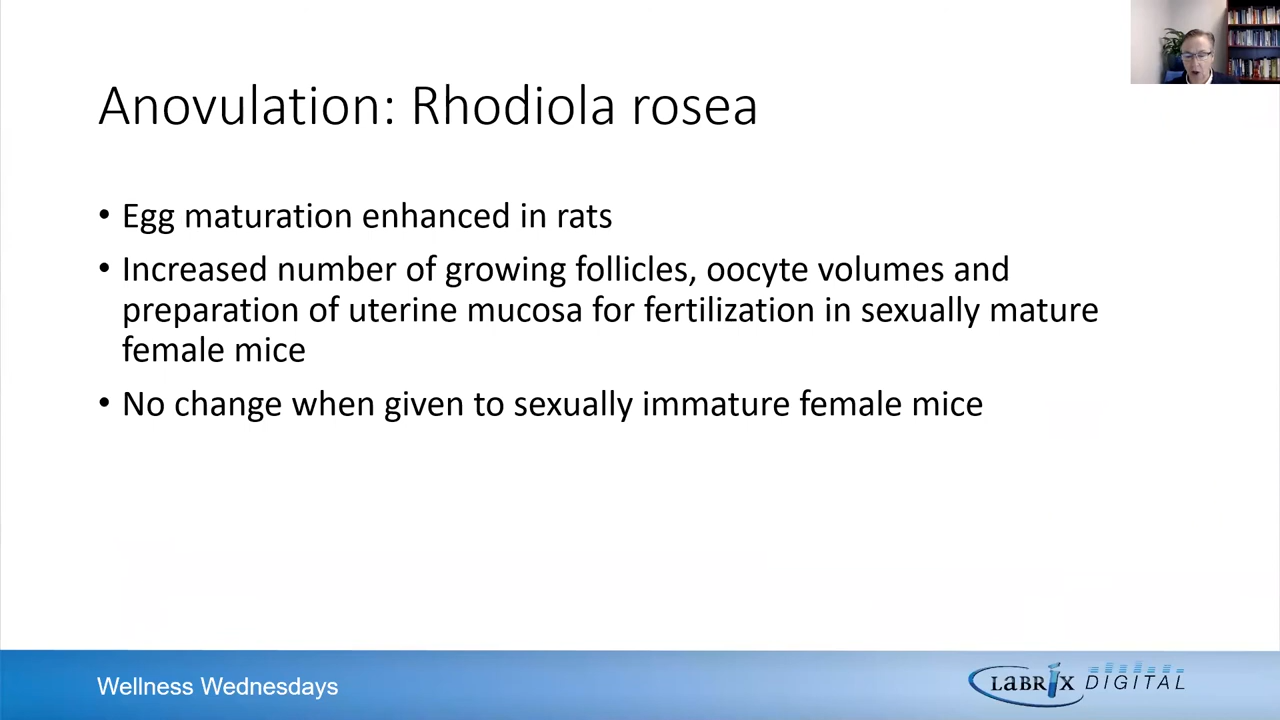 Anovulation: Rhodiola rosea
• Egg maturation enhanced in rats
• Increased number of growing follicles, oocyte volumes and
preparation of uterine mucosa for fertilization in sexually mature
female mice
• No change when given to sexually immature female mice
Wellness Wednesdays
LABRIX DIGITAL